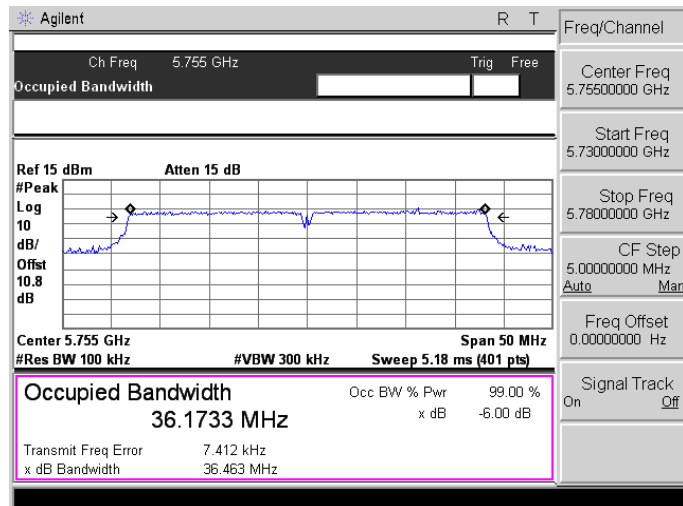 Agilent R T
Ch Freq 5.755 GHz Trig Free
Occupied Bandwidth
Ref 15 dBm Atten 15 dB
#Peak
Log
10
dB/
Offst
10.8
dB
Center 5.755 GHz Span 50 MHz
#Res BW 100 kHz #VBW 300 kHz Sweep 5.18 ms (401 pts)
Occupied Bandwidth Occ BW % Pwr 99.00 %
36.1733 MHz x dB -6.00 dB
Transmit Freq Error 7.412 kHz
x dB Bandwidth 36.463 MHz
Freq/Channel
Center Freq
5.75500000 GHz
Start Freq
5.73000000 GHz
Stop Freq
5.78000000 GHz
CF Step
5.00000000 MHz
Auto Man
Freq Offset
0.00000000 Hz
Signal Track
On Off